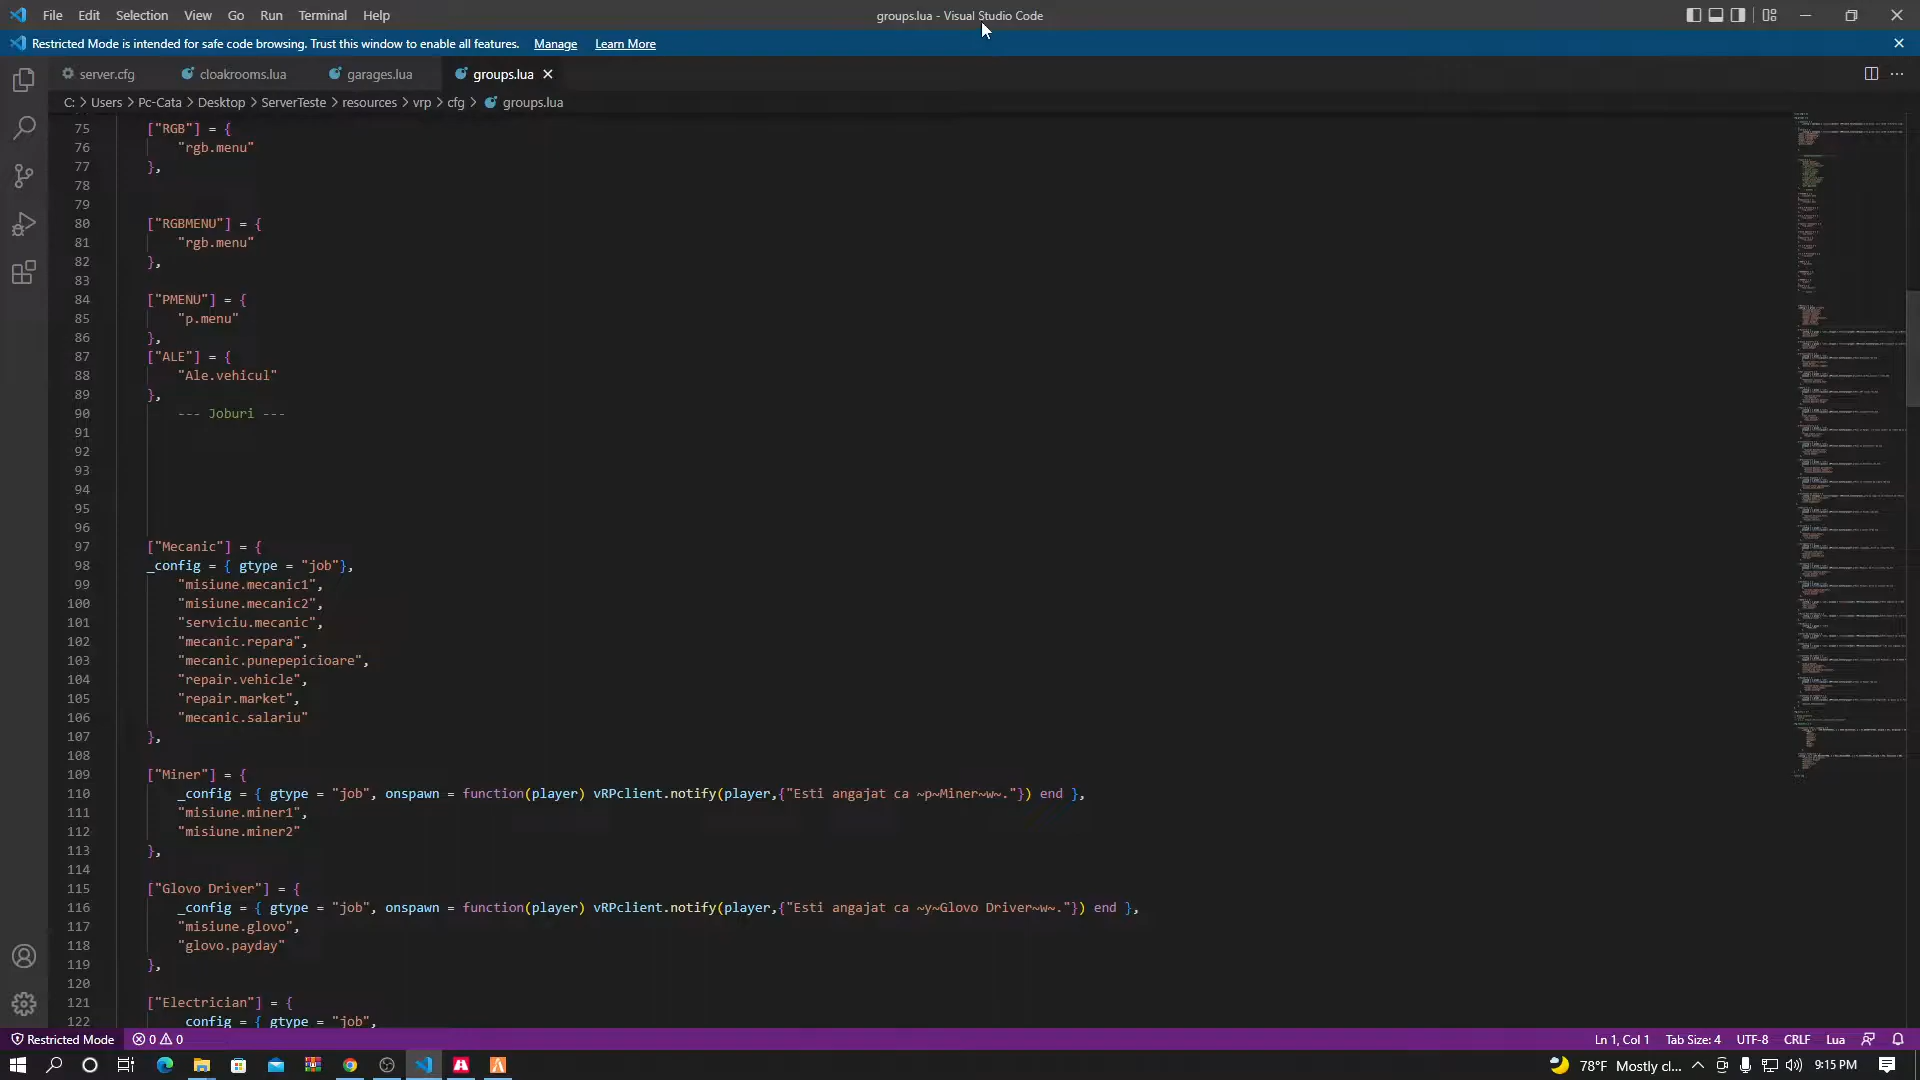 File Edit Selection View Go Run Terminal Help
groups.lua - Visual Studio Code
Restricted Mode is intended for safe code browsing. Trust this window to enable all features. Manage Learn More
server.cfg cloakrooms.lua garages.lua groups.lua
C: > Users > Pc-Cata > Desktop > ServerTeste > resources > vrp > cfg > groups.lua
75 ["RGB"] = {
76 "rgb.menu"
77 },
78
79
80 ["RGBMENU"] = {
81 "rgb.menu"
82 },
83
84 ["PMENU"] = {
85 "p.menu"
86 },
87 ["ALE"] = {
88 "Ale.vehicul"
89 },
90 --- Joburi ---
91
92
93
94
95
96
97 ["Mecanic"] = {
98 _config = { gtype = "job"},
99 "misiune.mecanic1",
100 "misiune.mecanic2",
101 "serviciu.mecanic",
102 "mecanic.repara",
103 "mecanic.punepepicioare",
104 "repair.vehicle",
105 "repair.market",
106 "mecanic.salariu"
107 },
108
109 ["Miner"] = {
110 _config = { gtype = "job", onspawn = function(player) vRPclient.notify(player,{"Esti angajat ca ~p~Miner~w~."}) end },
111 "misiune.miner1",
112 "misiune.miner2"
113 },
114
115 ["Glovo Driver"] = {
116 _config = { gtype = "job", onspawn = function(player) vRPclient.notify(player,{"Esti angajat ca ~y~Glovo Driver~w~."}) end },
117 "misiune.glovo",
118 "glovo.payday"
119 },
120
121 ["Electrician"] = {
122 _config = { gtype = "job",
Restricted Mode 0 0 Ln 1, Col 1 Tab Size: 4 UTF-8 CRLF Lua
78°F Mostly cl... 9:15 PM